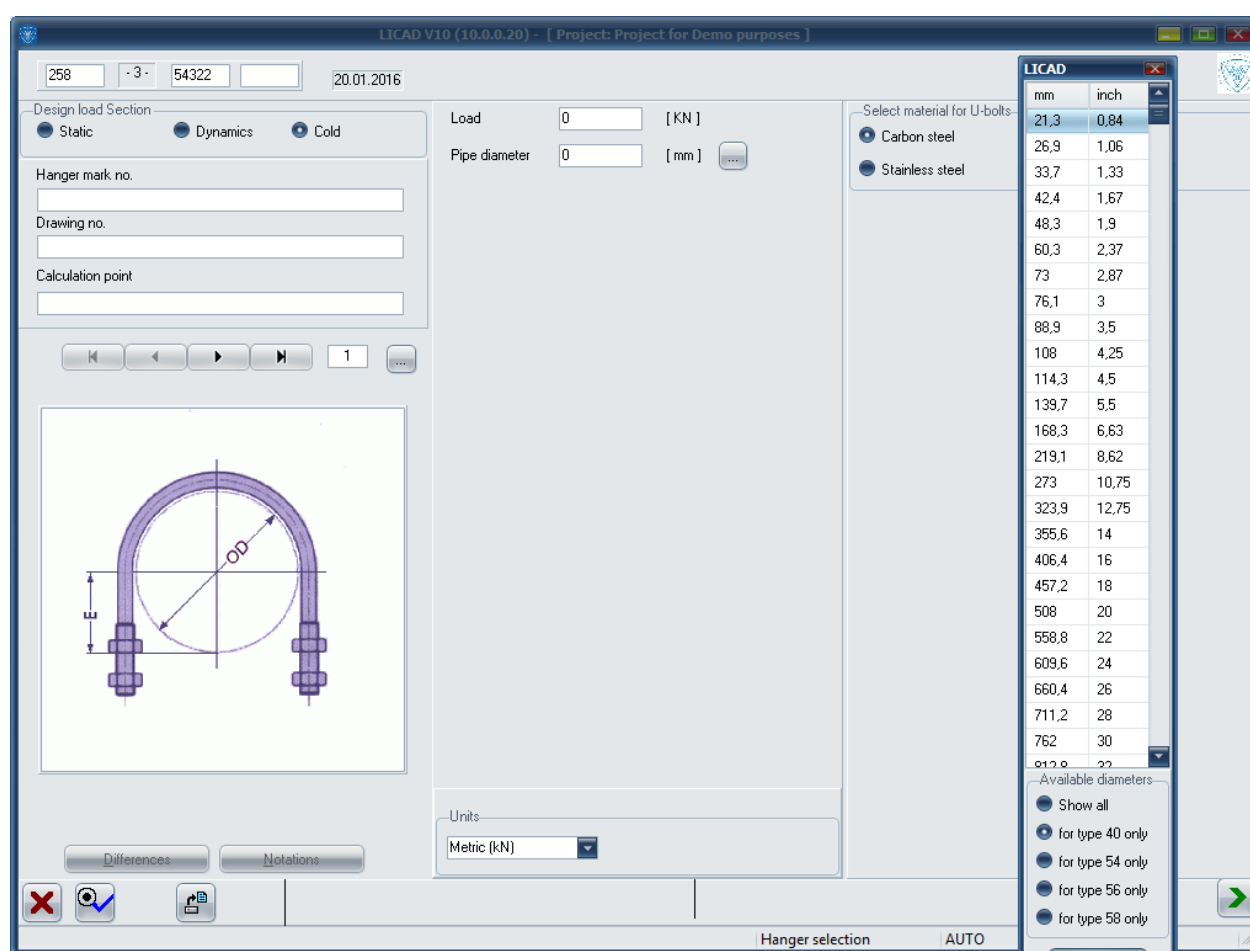 LICAD V10 (10.0.0.20) - [ Project: Project for Demo purposes ]
258 - 3 - 54322 20.01.2016
Design load Section
Static Dynamics Cold
Hanger mark no.
Drawing no.
Calculation point
1 ...
OD
E
Differences Notations
Load 0 [ KN ]
Pipe diameter 0 [ mm ] ...
Units
Metric (kN)
Select material for U-bolts
Carbon steel
Stainless steel
LICAD
mm inch
21,3 0,84
26,9 1,06
33,7 1,33
42,4 1,67
48,3 1,9
60,3 2,37
73 2,87
76,1 3
88,9 3,5
108 4,25
114,3 4,5
139,7 5,5
168,3 6,63
219,1 8,62
273 10,75
323,9 12,75
355,6 14
406,4 16
457,2 18
508 20
558,8 22
609,6 24
660,4 26
711,2 28
762 30
812,8 32
Available diameters
Show all
for type 40 only
for type 54 only
for type 56 only
for type 58 only
Hanger selection AUTO